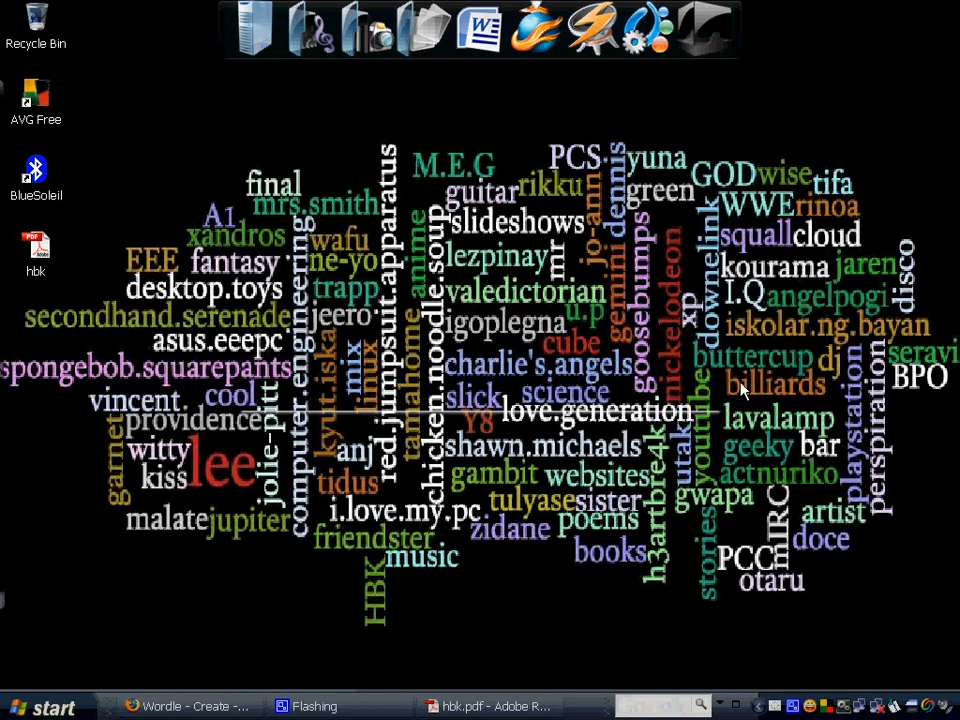 Recycle Bin
AVG Free
BlueSoleil
PDF
hbk
W
final
mrs.smith
A1
xandros
EEE
fantasy
wafu
ne-yo
desktop.toys
trapp
secondhand.serenade
jeero
asus.eeepc
spongebob.squarepants
vincent
cool
providence
garnet
witty
kiss
lee
malate
jupiter
jolie-pitt
computer.engineering
kyut.iska
mix
linux
anj
tidus
i.love.my.pc
friendster
HBK
music
red.jumpsuit.apparatus
tamahome
anime
chicken.noodle.soup
M.E.G
guitar
rikku
PCS
slideshows
lezpinay
mr
jo-ann
dennis
gemini
valedictorian
u.p
igoplegna
cube
charlie's.angels
slick
science
Y8
love.generation
shawn.michaels
gambit
websites
tulyase
sister
zidane
poems
books
h3artbre4k
yuna
green
goosebumps
nickelodeon
xp
downelink
GOD
wise
tifa
WWE
rinoa
squall
cloud
kourama
jaren
disco
I.Q
angelpogi
iskolar.ng.bayan
buttercup
dj
seravi
billiards
BPO
youtube
utak
lavalamp
geeky
bar
act
nuriko
gwapa
playstation
perspiration
stories
mIRC
artist
doce
PCC
otaru
start
Wordle - Create -...
Flashing
hbk.pdf - Adobe R...